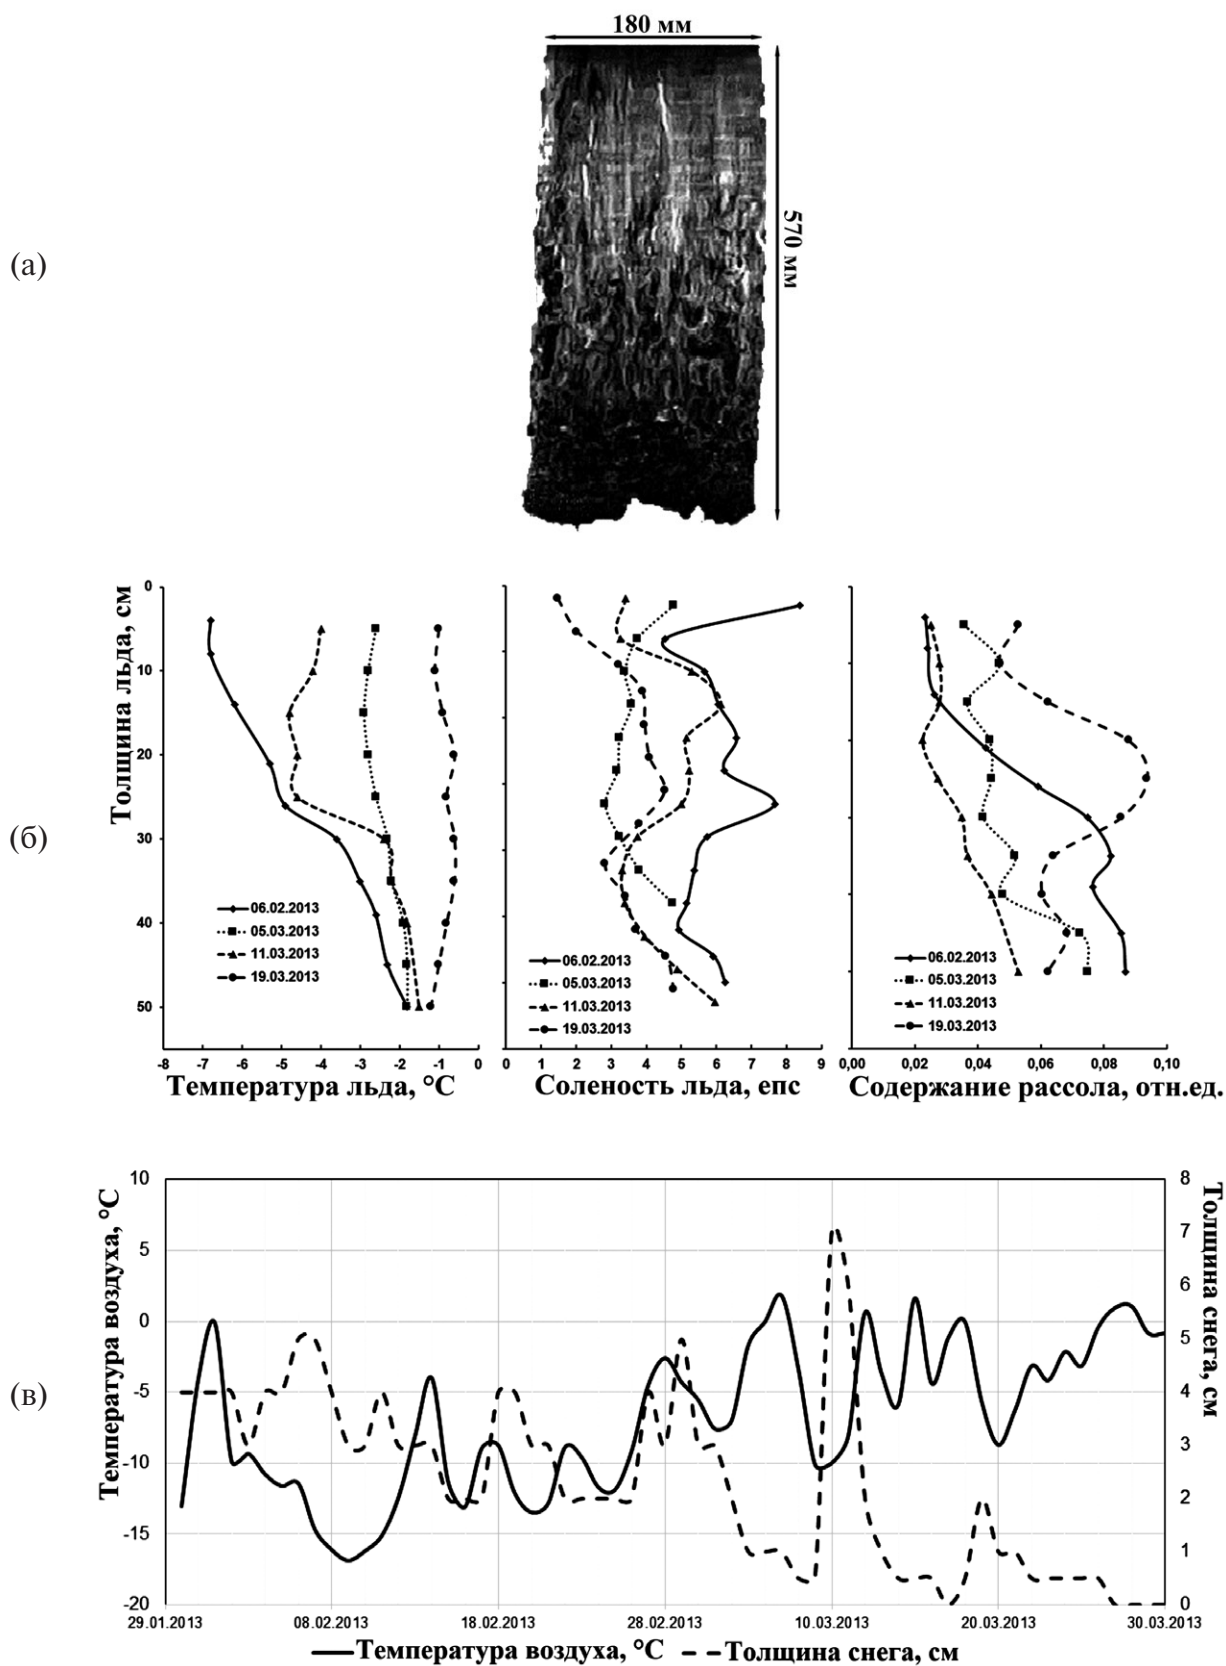 180 мм
(а)
570 мм
0
10
20
30
40
50
Толщина льда, см
06.02.2013
05.03.2013
11.03.2013
19.03.2013
-8 -7 -6 -5 -4 -3 -2 -1 0
Температура льда, °С
(б)
06.02.2013
05.03.2013
11.03.2013
19.03.2013
0 1 2 3 4 5 6 7 8 9
Соленость льда, епс
06.02.2013
05.03.2013
11.03.2013
19.03.2013
0,00 0,02 0,04 0,06 0,08 0,10
Содержание рассола, отн.ед.
(в)
Температура воздуха, °С
10
5
0
-5
-10
-15
-20
8
7
6
5
4
3
2
1
0
Толщина снега, см
29.01.2013 08.02.2013 18.02.2013 28.02.2013 10.03.2013 20.03.2013 30.03.2013
Температура воздуха, °С Толщина снега, см